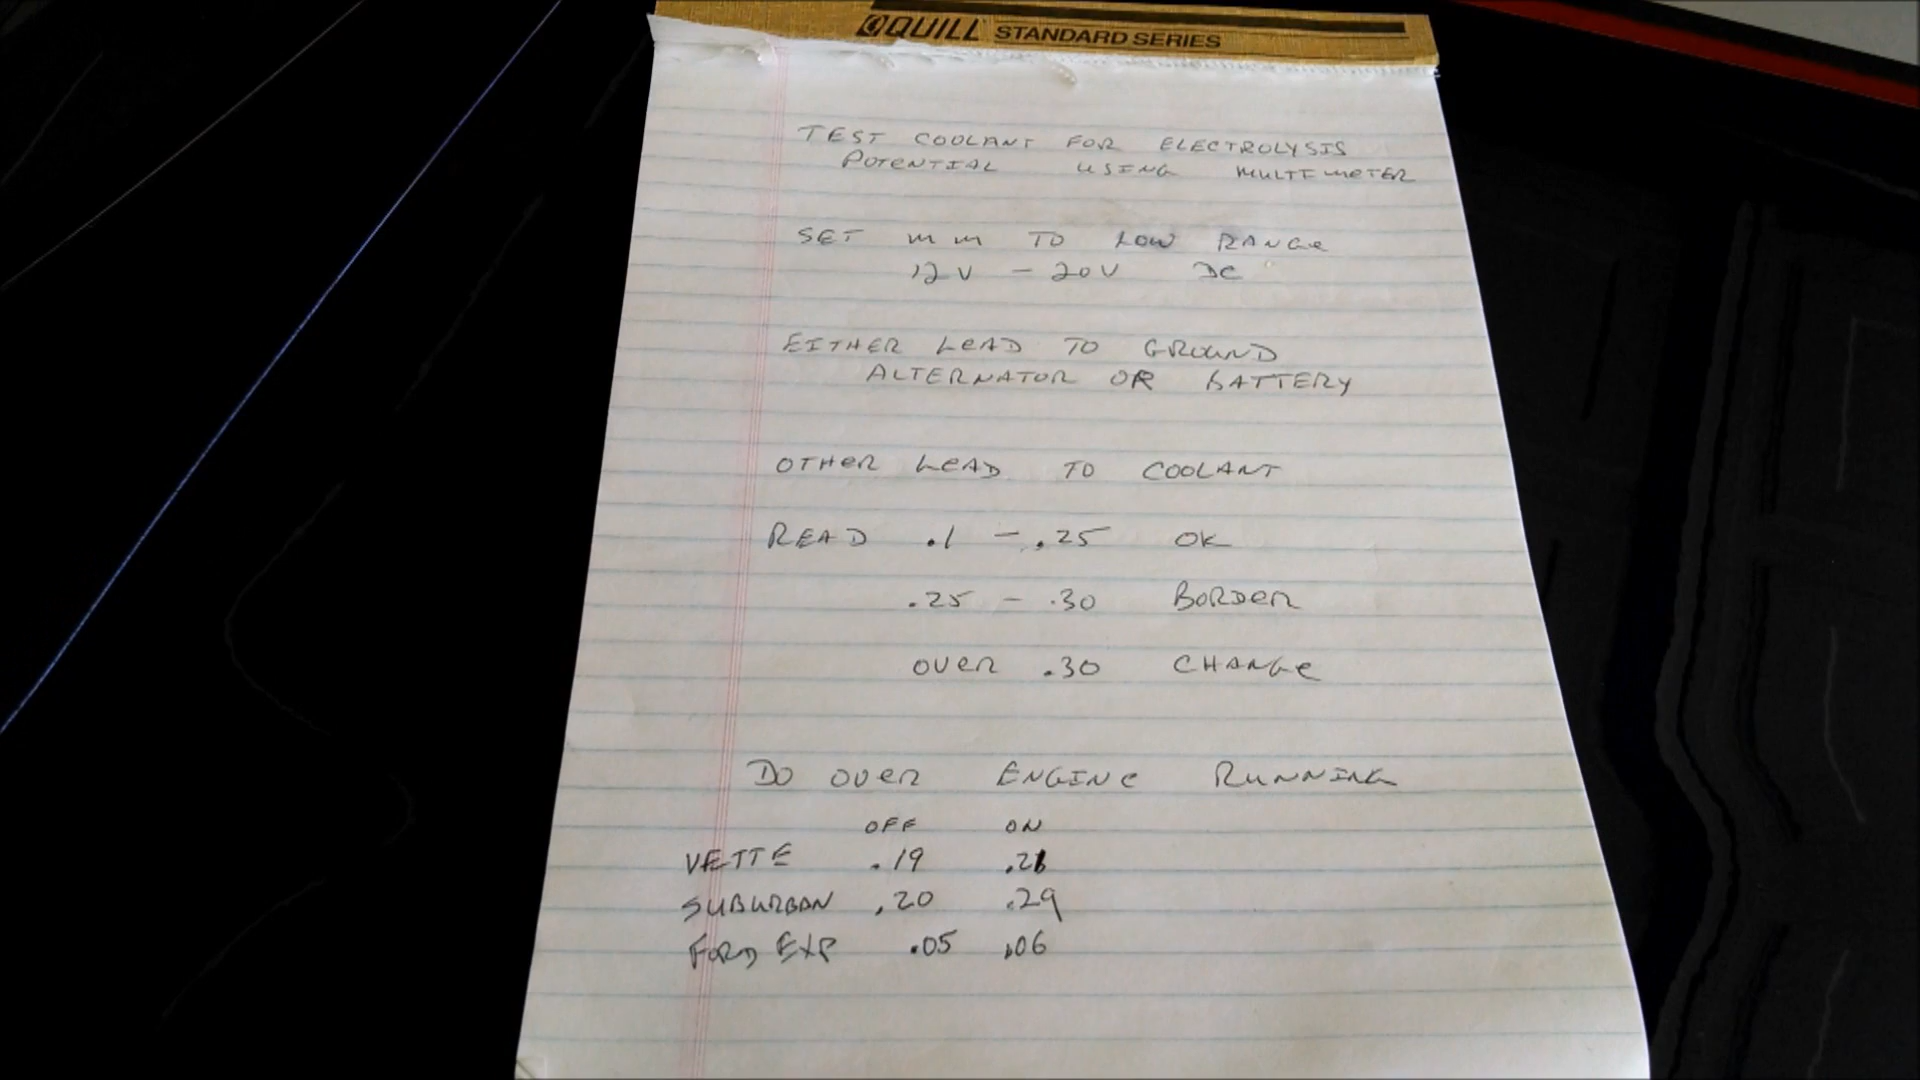 QUILL STANDARD SERIES
TEST COOLANT FOR ELECTROLYSIS
POTENTIAL USING MULTIMETER
SET MM TO LOW RANGE
12V - 20V DC
EITHER LEAD TO GROUND
ALTERNATOR OR BATTERY
OTHER LEAD TO COOLANT
READ .1 - .25 OK
.25 - .30 BORDER
OVER .30 CHANGE
DO OVER ENGINE RUNNING
OFF ON
VETTE .19
SUBURBAN .20 .29
FORD EXP .05 .06